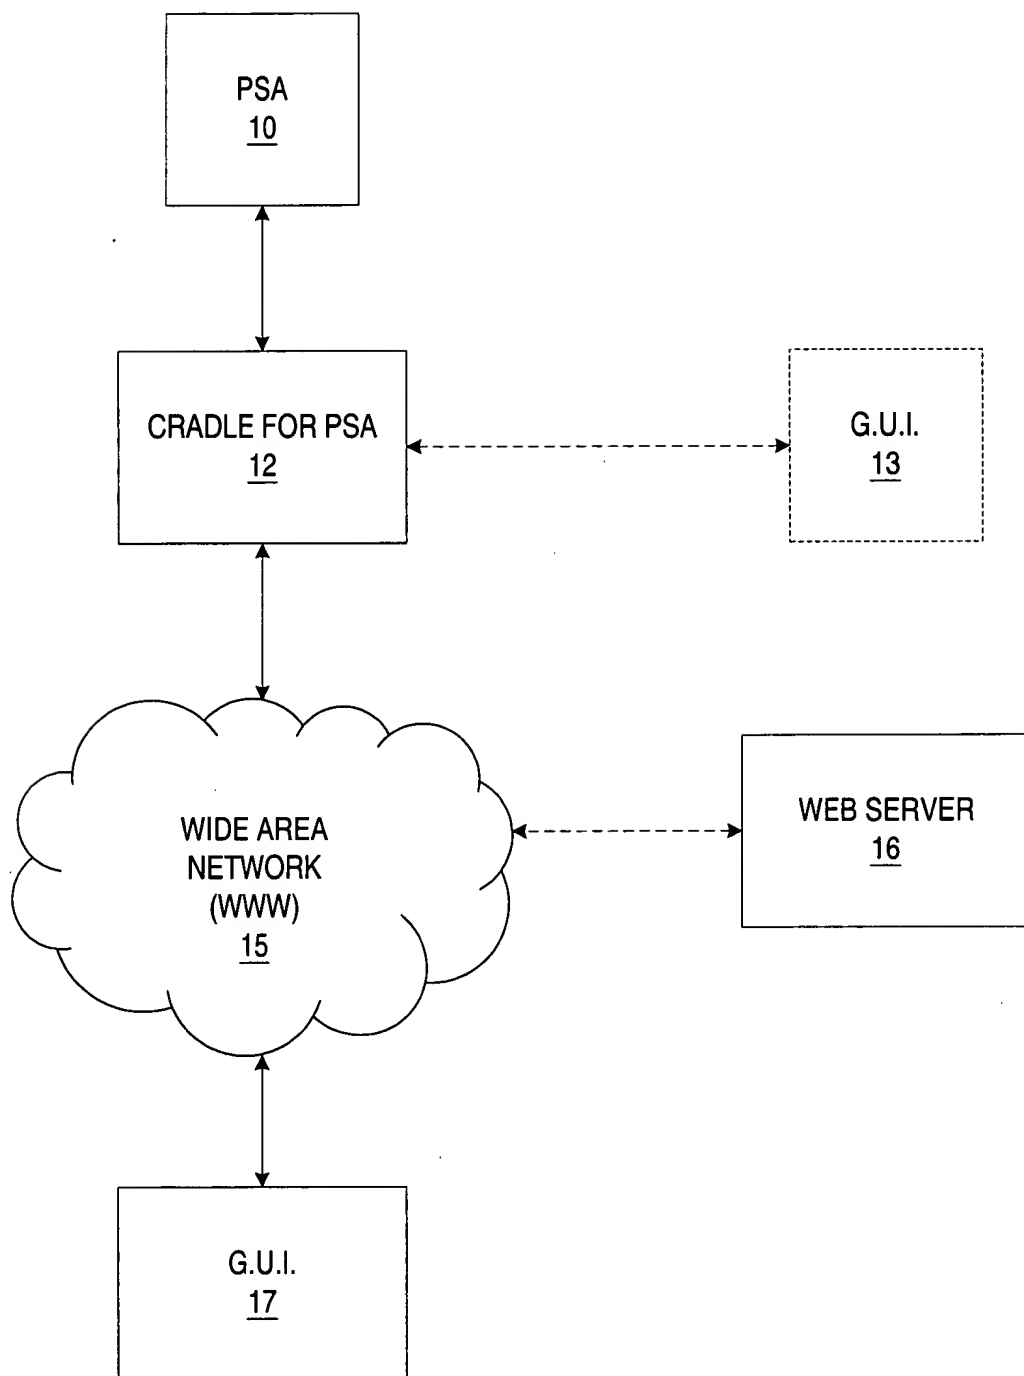 PSA
10
CRADLE FOR PSA
12
G.U.I.
13
WIDE AREA
NETWORK
(WWW)
15
WEB SERVER
16
G.U.I.
17